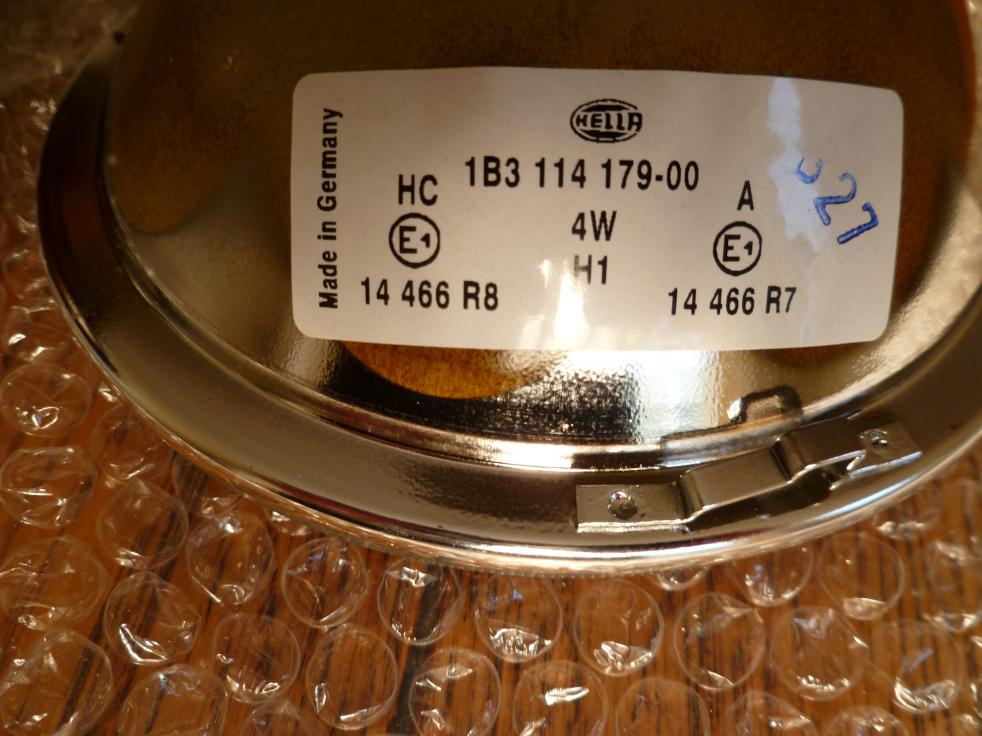 Made in Germany
HELLA
1B3 114 179-00
HC
4W
A
E1
H1
E1
14 466 R8
14 466 R7
327